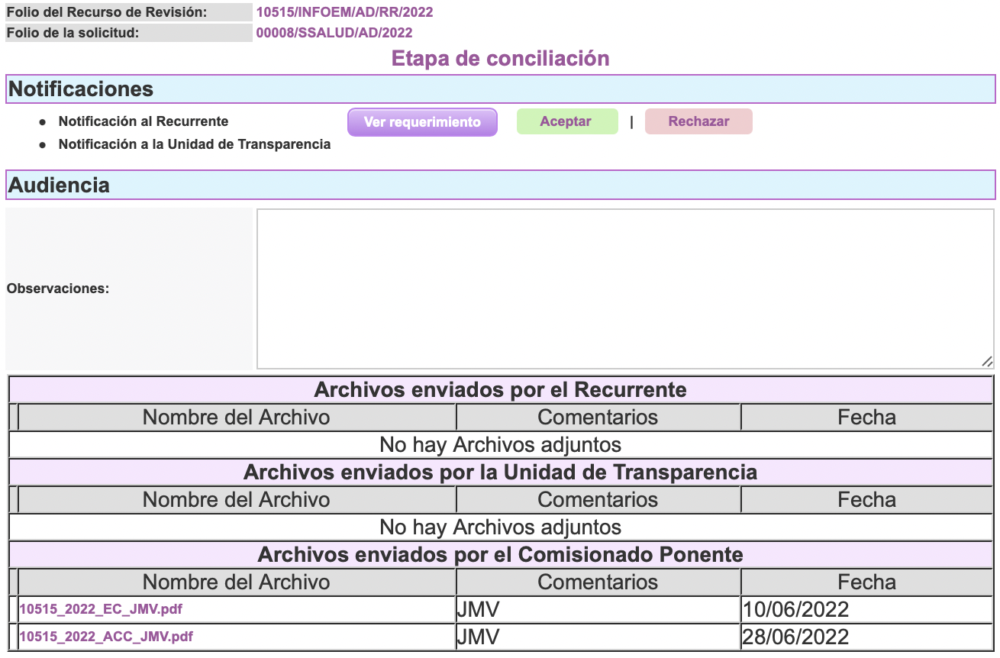 Folio del Recurso de Revisión: 10515/INFOEM/AD/RR/2022
Folio de la solicitud: 00008/SSALUD/AD/2022
Etapa de conciliación
Notificaciones
● Notificación al Recurrente Ver requerimiento Aceptar | Rechazar
● Notificación a la Unidad de Transparencia
Audiencia
Observaciones:
Archivos enviados por el Recurrente
Nombre del Archivo Comentarios Fecha
No hay Archivos adjuntos
Archivos enviados por la Unidad de Transparencia
Nombre del Archivo Comentarios Fecha
No hay Archivos adjuntos
Archivos enviados por el Comisionado Ponente
Nombre del Archivo Comentarios Fecha
10515_2022_EC_JMV.pdf JMV 10/06/2022
10515_2022_ACC_JMV.pdf JMV 28/06/2022